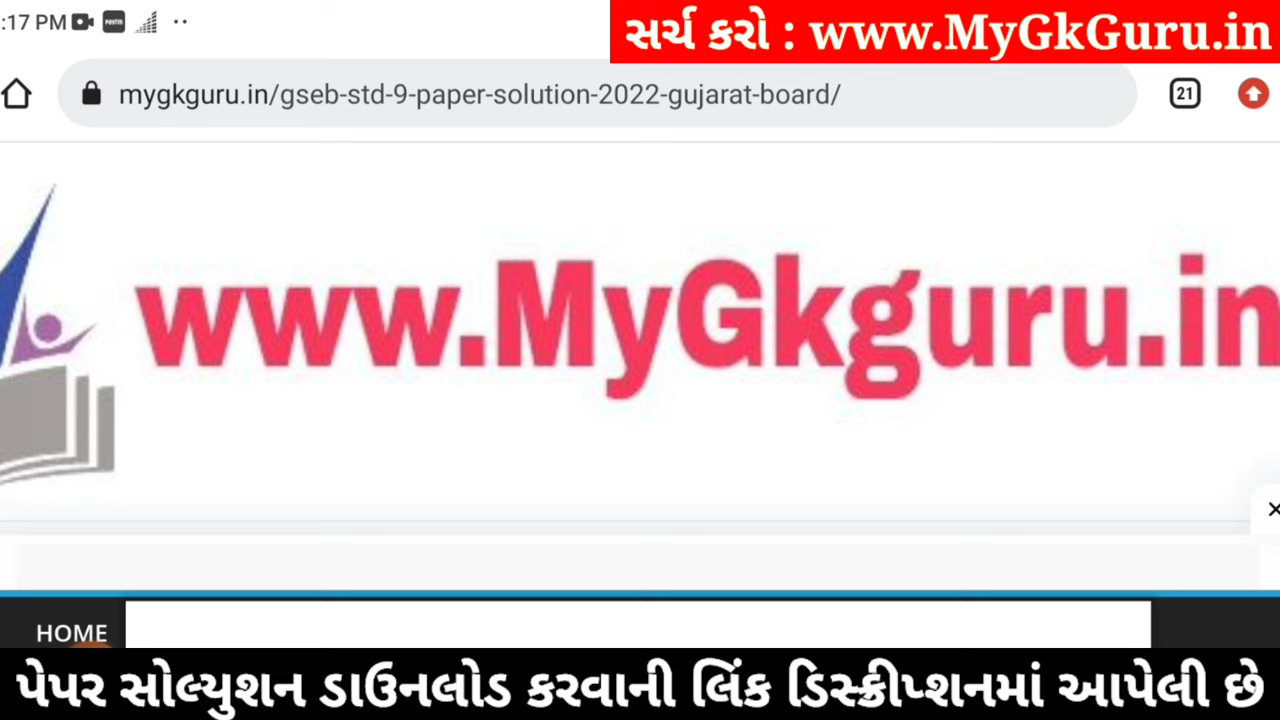 :17 PM
સર્ચ કરો : www.MyGkGuru.in
mygkguru.in/gseb-std-9-paper-solution-2022-gujarat-board/
21
www.MyGkguru.in
HOME
પેપર સોલ્યુશન ડાઉનલોડ કરવાની લિંક ડિસ્ક્રીપ્શનમાં આપેલી છે